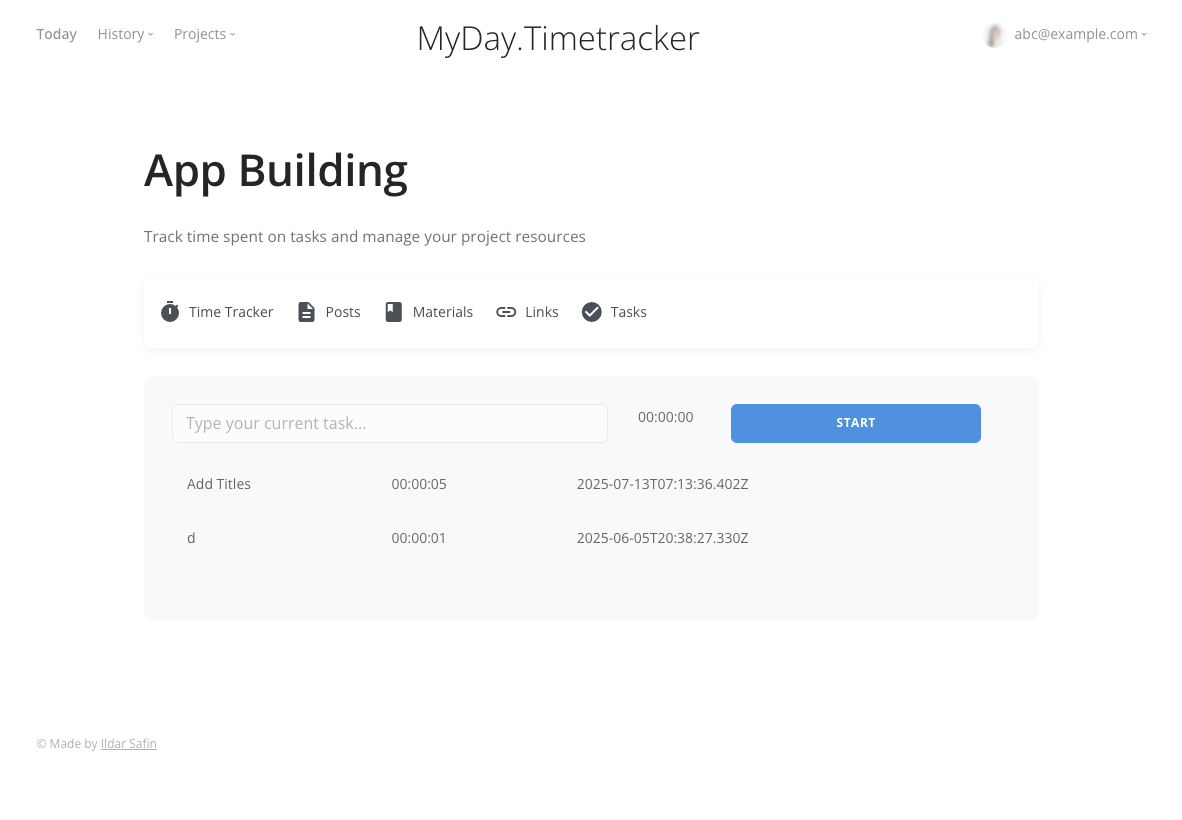 Today History Projects MyDay.Timetracker abc@example.com
App Building
Track time spent on tasks and manage your project resources
Time Tracker Posts Materials Links Tasks
Type your current task... 00:00:00 START
Add Titles 00:00:05 2025-07-13T07:13:36.402Z
d 00:00:01 2025-06-05T20:38:27.330Z
© Made by Ildar Safin